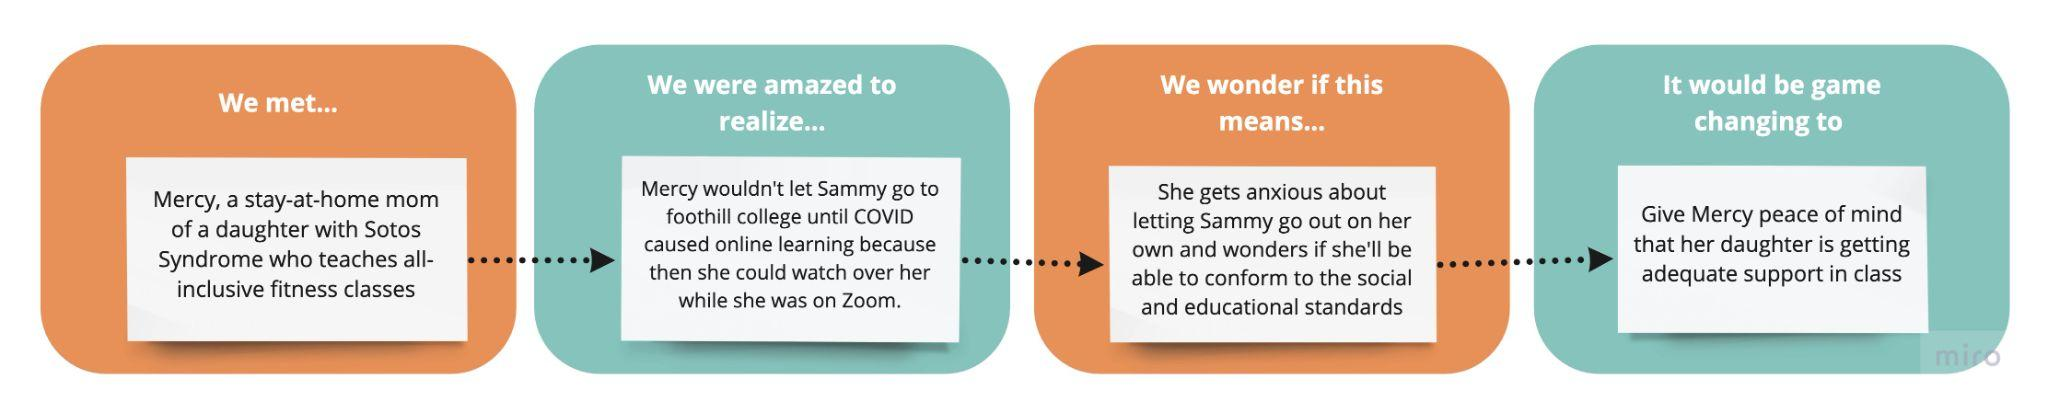 We met...
Mercy, a stay-at-home mom
of a daughter with Sotos
Syndrome who teaches all-
inclusive fitness classes
We were amazed to
realize...
Mercy wouldn't let Sammy go to
foothill college until COVID
caused online learning because
then she could watch over her
while she was on Zoom.
We wonder if this
means...
She gets anxious about
letting Sammy go out on her
own and wonders if she'll be
able to conform to the social
and educational standards
It would be game
changing to
Give Mercy peace of mind
that her daughter is getting
adequate support in class
miro